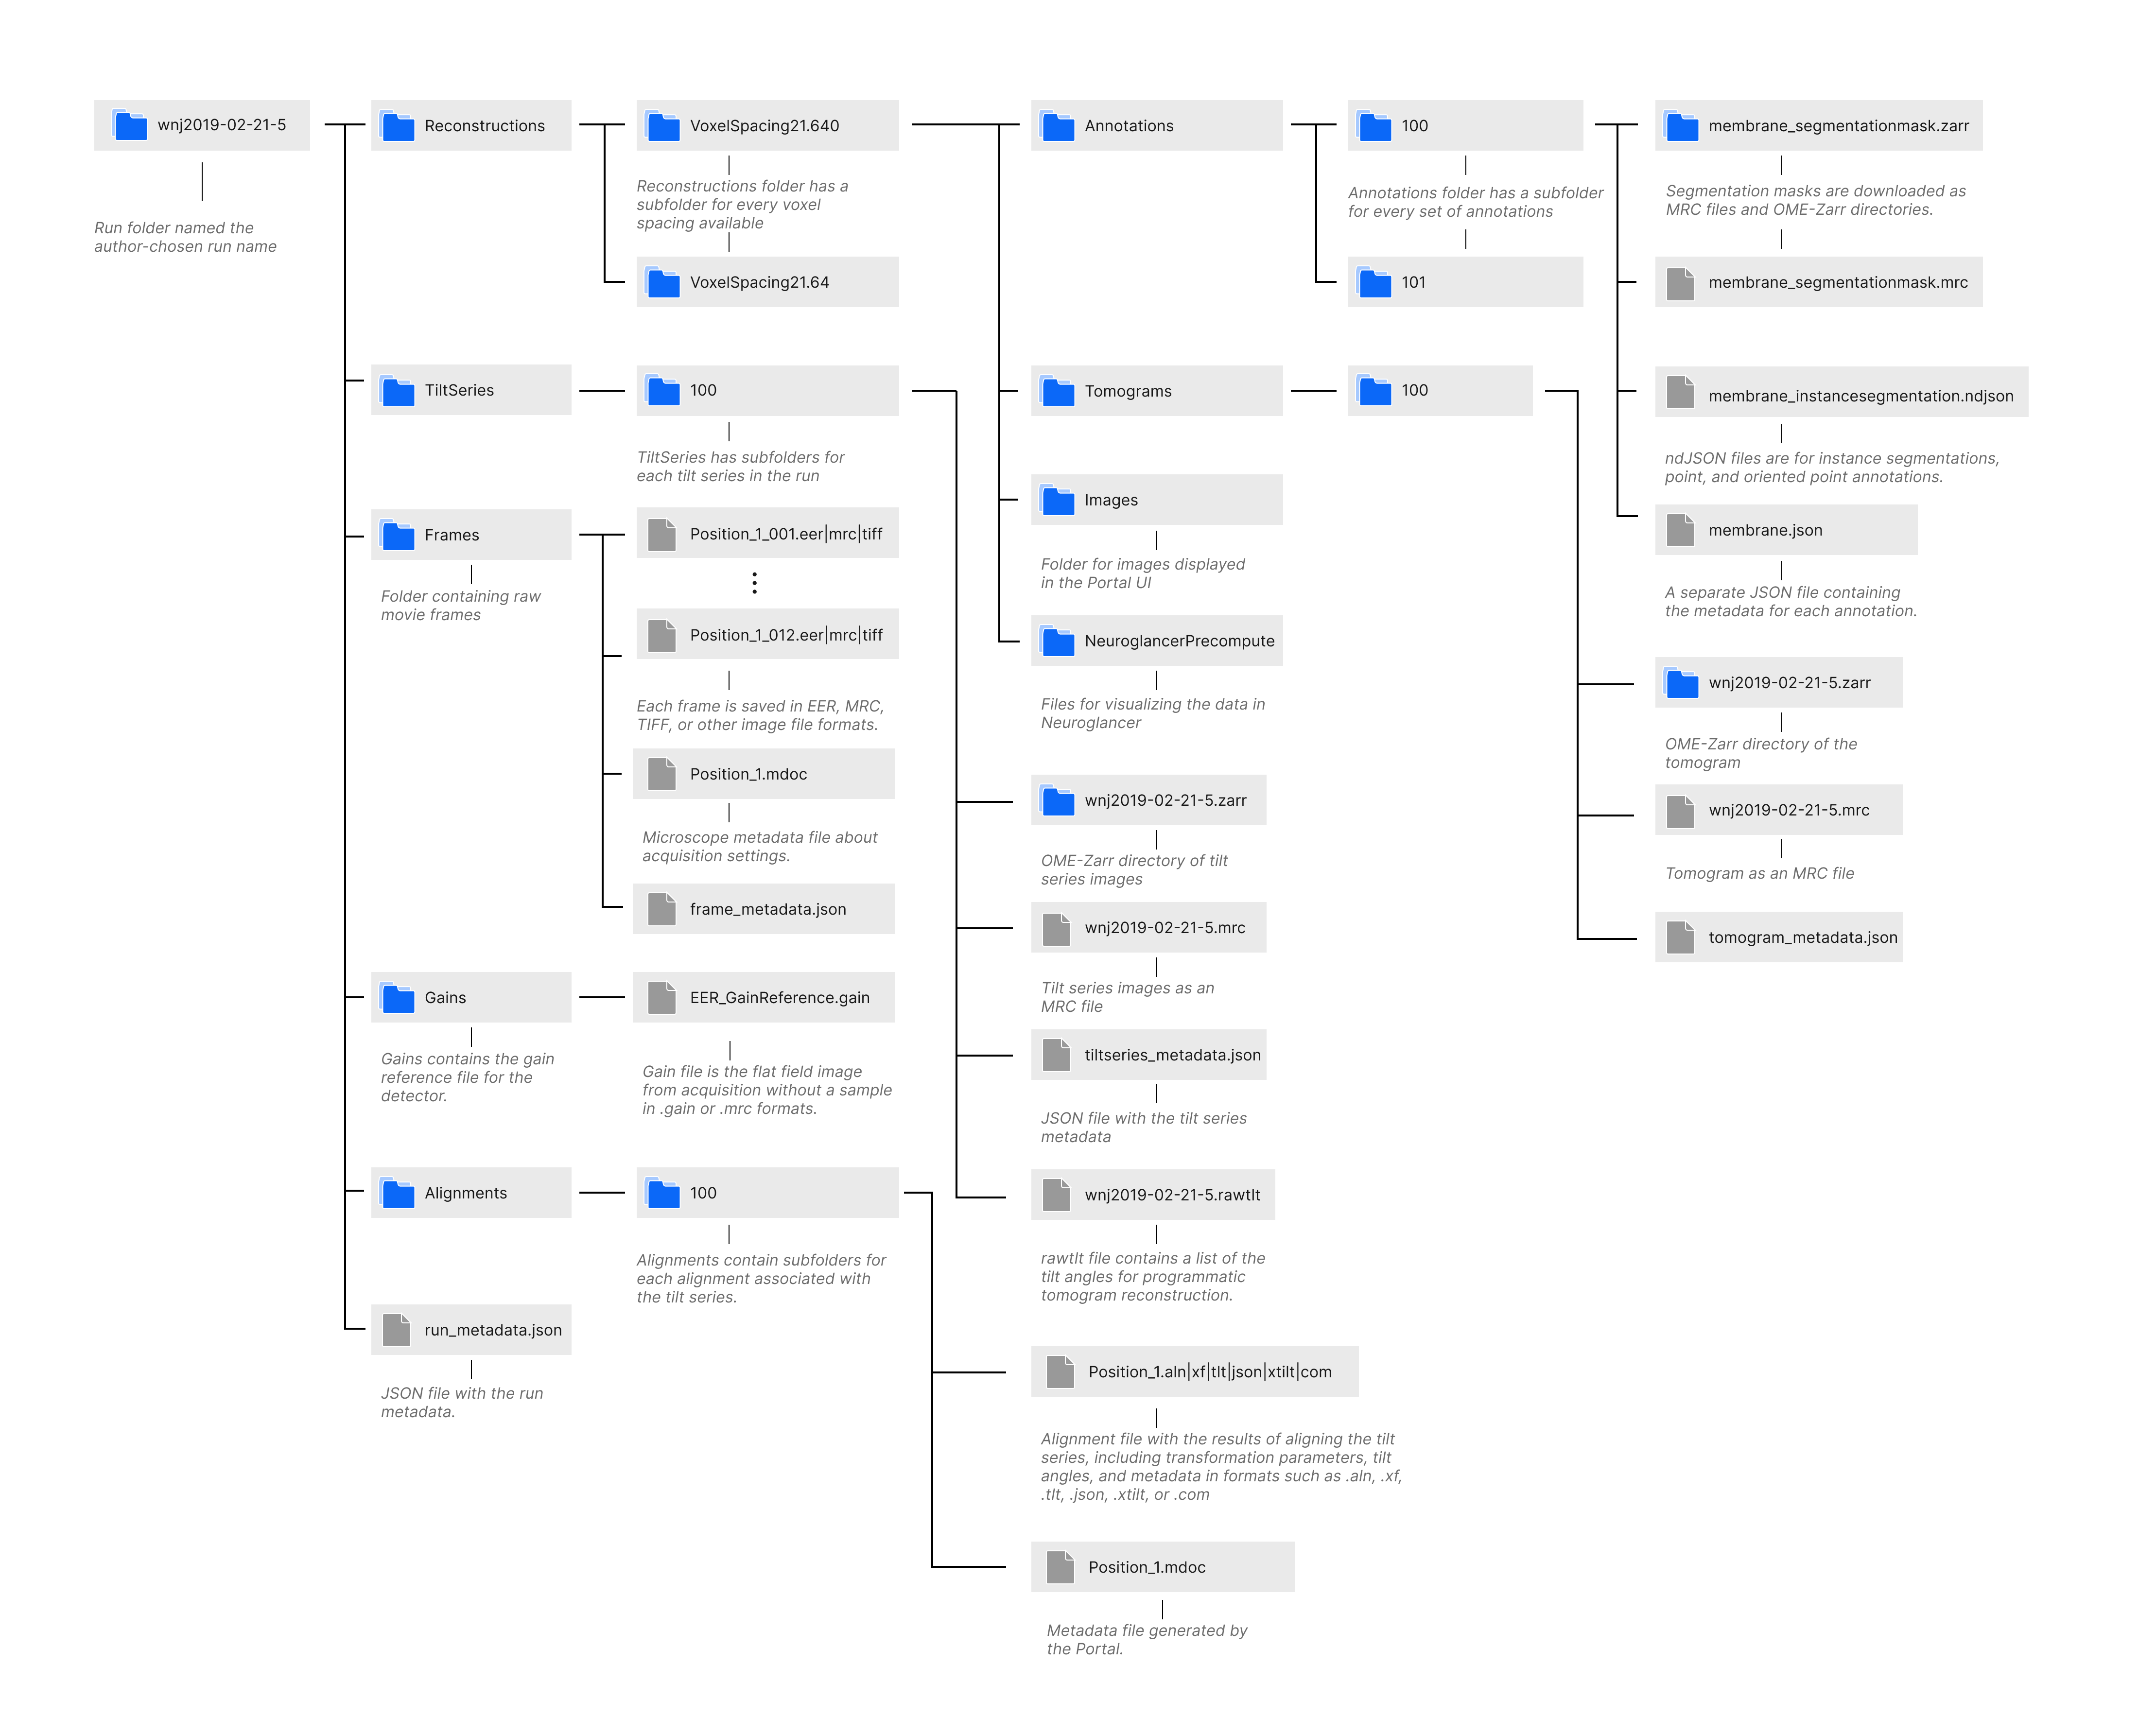 wnj2019-02-21-5
Run folder named the
author-chosen run name
Reconstructions
TiltSeries
Frames
Folder containing raw
movie frames
Gains
Gains contains the gain
reference file for the
detector.
Alignments
run_metadata.json
JSON file with the run
metadata.
VoxelSpacing21.640
Reconstructions folder has a
subfolder for every voxel
spacing available
VoxelSpacing21.64
100
TiltSeries has subfolders for
each tilt series in the run
Position_1_001.eer|mrc|tiff
Position_1_012.eer|mrc|tiff
Each frame is saved in EER, MRC,
TIFF, or other image file formats.
Position_1.mdoc
Microscope metadata file about
acquisition settings.
frame_metadata.json
EER_GainReference.gain
Gain file is the flat field image
from acquisition without a sample
in .gain or .mrc formats.
100
Alignments contain subfolders for
each alignment associated with
the tilt series.
Annotations
Tomograms
Images
Folder for images displayed
in the Portal UI
NeuroglancerPrecompute
Files for visualizing the data in
Neuroglancer
wnj2019-02-21-5.zarr
OME-Zarr directory of tilt
series images
wnj2019-02-21-5.mrc
Tilt series images as an
MRC file
tiltseries_metadata.json
JSON file with the tilt series
metadata
wnj2019-02-21-5.rawtlt
rawtlt file contains a list of the
tilt angles for programmatic
tomogram reconstruction.
Position_1.aln|xf|tlt|json|xtilt|com
Alignment file with the results of aligning the tilt
series, including transformation parameters, tilt
angles, and metadata in formats such as .aln, .xf,
.tlt, .json, .xtilt, or .com
Position_1.mdoc
Metadata file generated by
the Portal.
100
Annotations folder has a subfolder
for every set of annotations
101
100
membrane_segmentationmask.zarr
Segmentation masks are downloaded as
MRC files and OME-Zarr directories.
membrane_segmentationmask.mrc
membrane_instancesegmentation.ndjson
ndJSON files are for instance segmentations,
point, and oriented point annotations.
membrane.json
A separate JSON file containing
the metadata for each annotation.
wnj2019-02-21-5.zarr
OME-Zarr directory of the
tomogram
wnj2019-02-21-5.mrc
Tomogram as an MRC file
tomogram_metadata.json